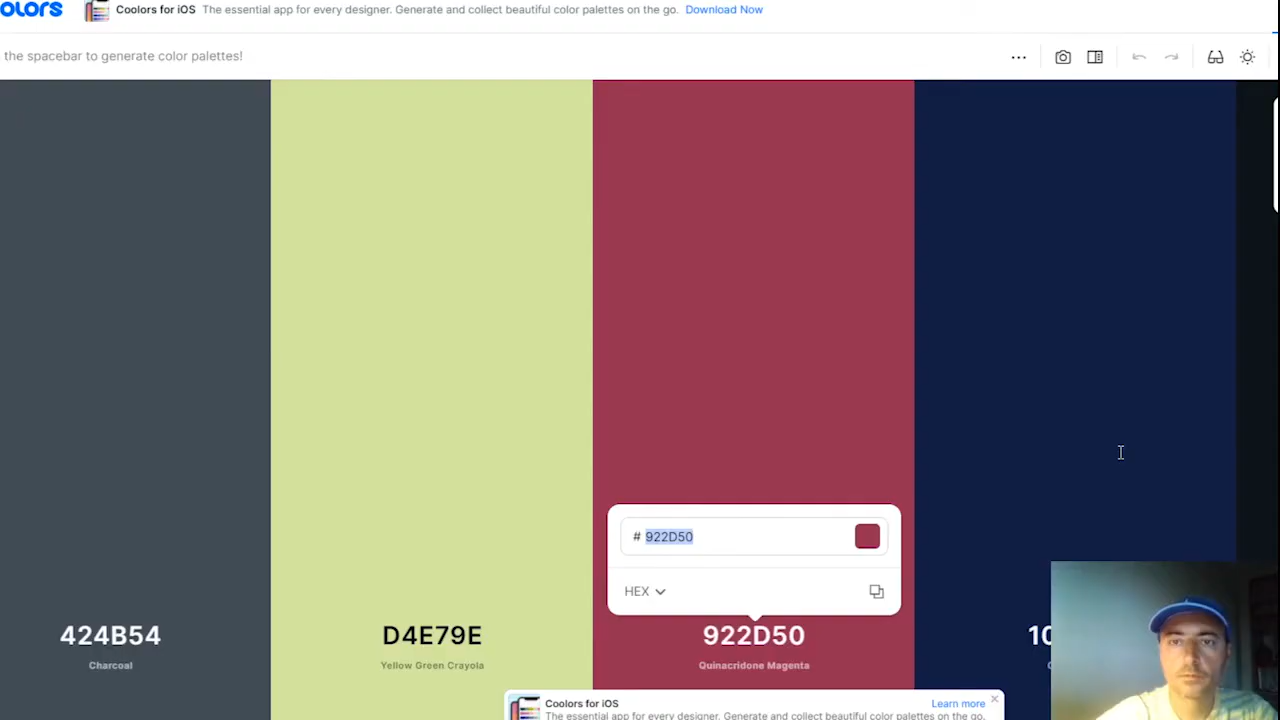 olors
Coolors for iOS The essential app for every designer. Generate and collect beautiful color palettes on the go. Download Now
the spacebar to generate color palettes!
# 922D50
HEX
424B54
D4E79E
922D50
10
Charcoal
Yellow Green Crayola
Quinacridone Magenta
Coolors for iOS
Learn more
The essential app for every designer. Generate and collect beautiful color palettes on the go.